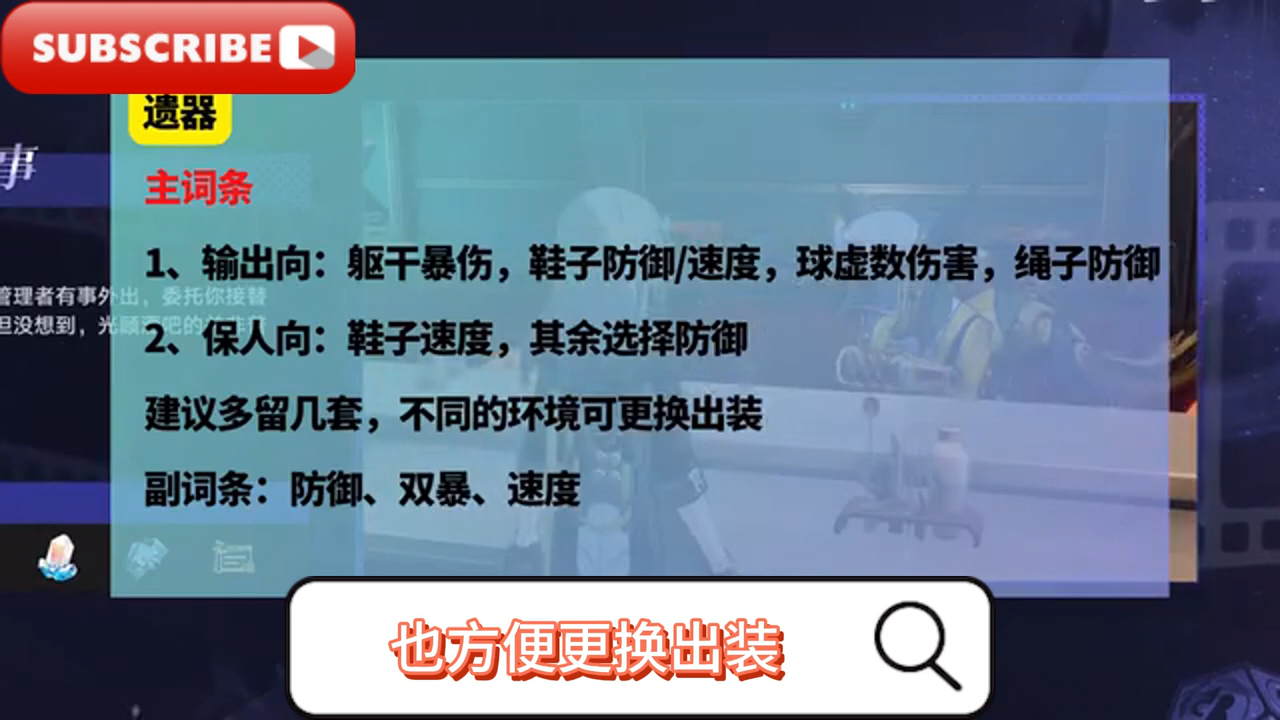 SUBSCRIBE
遗器
事
主词条
1、输出向：躯干暴伤，鞋子防御/速度，球虚数伤害，绳子防御
管理者有事外出，委托你接替
但没想到，光顾酒吧的
2、保人向：鞋子速度，其余选择防御
建议多留几套，不同的环境可更换出装
副词条：防御、双暴、速度
也方便更换出装